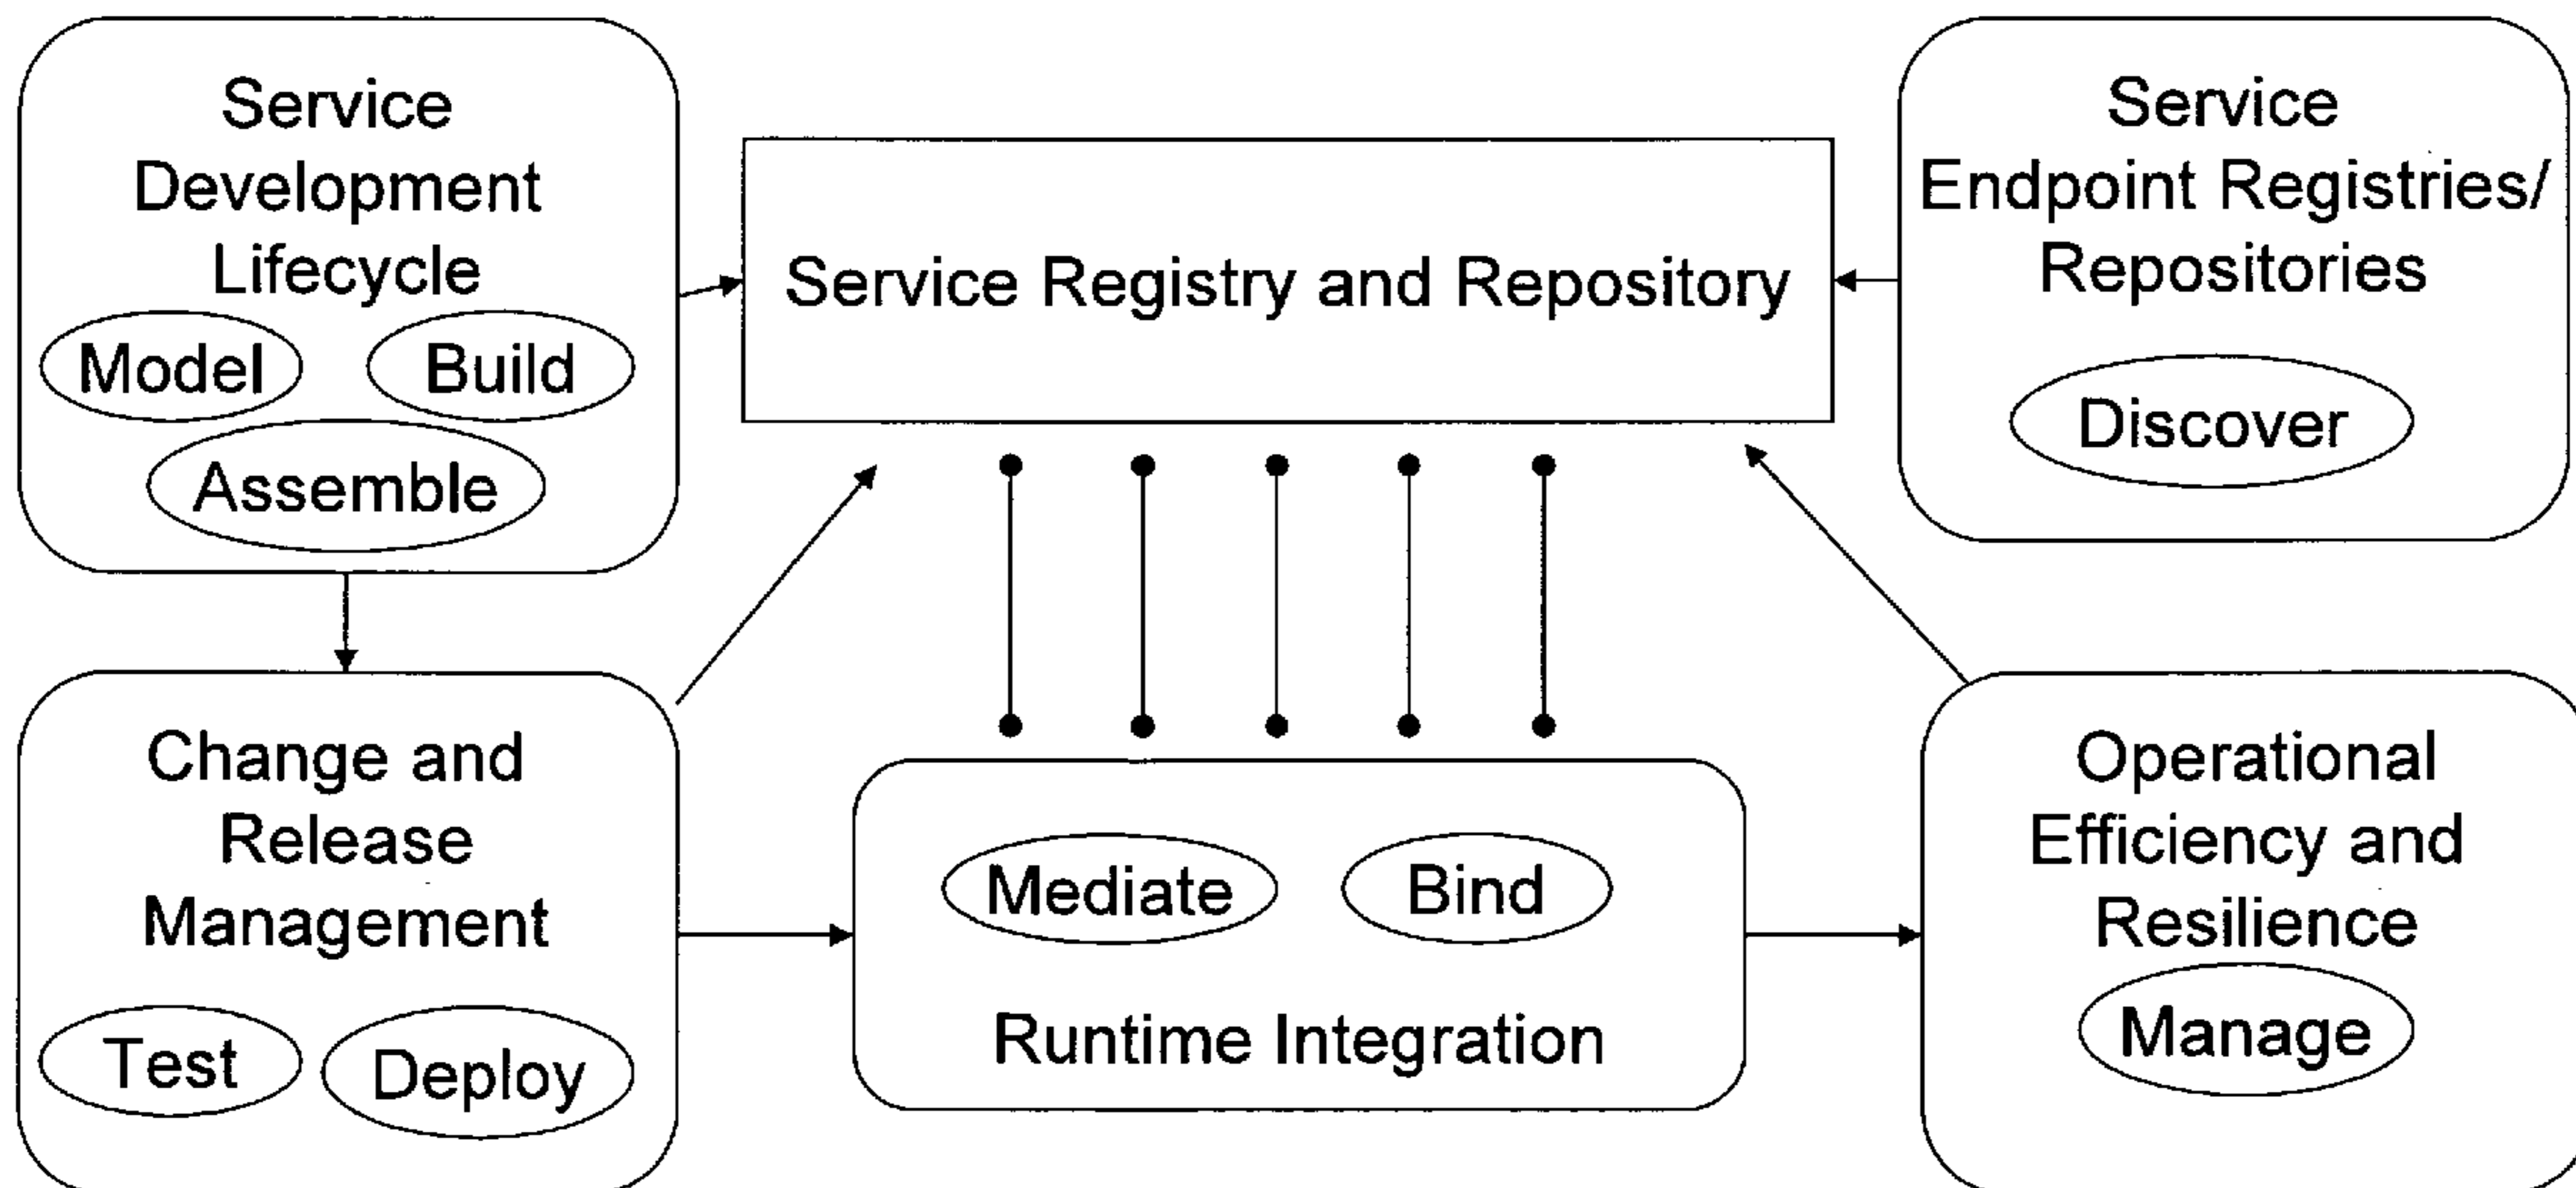 Service
Development
Lifecycle
Model
Build
Assemble
Service Registry and Repository
Service
Endpoint Registries/
Repositories
Discover
Change and
Release
Management
Test
Deploy
Mediate
Bind
Runtime Integration
Operational
Efficiency and
Resilience
Manage